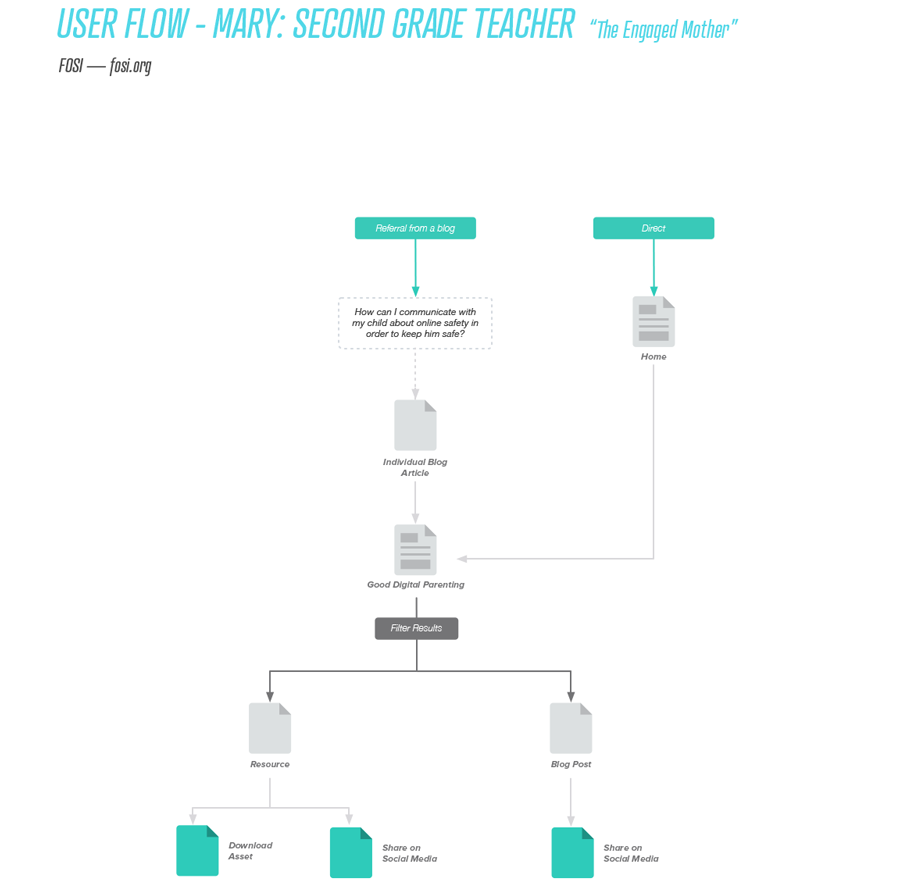 USER FLOW - MARY: SECOND GRADE TEACHER “The Engaged Mother”
FOSI — fosi.org
Referral from a blog
Direct
How can I communicate with
my child about online safety in
order to keep him safe?
Home
Individual Blog
Article
Good Digital Parenting
Filter Results
Resource
Blog Post
Download
Asset
Share on
Social Media
Share on
Social Media